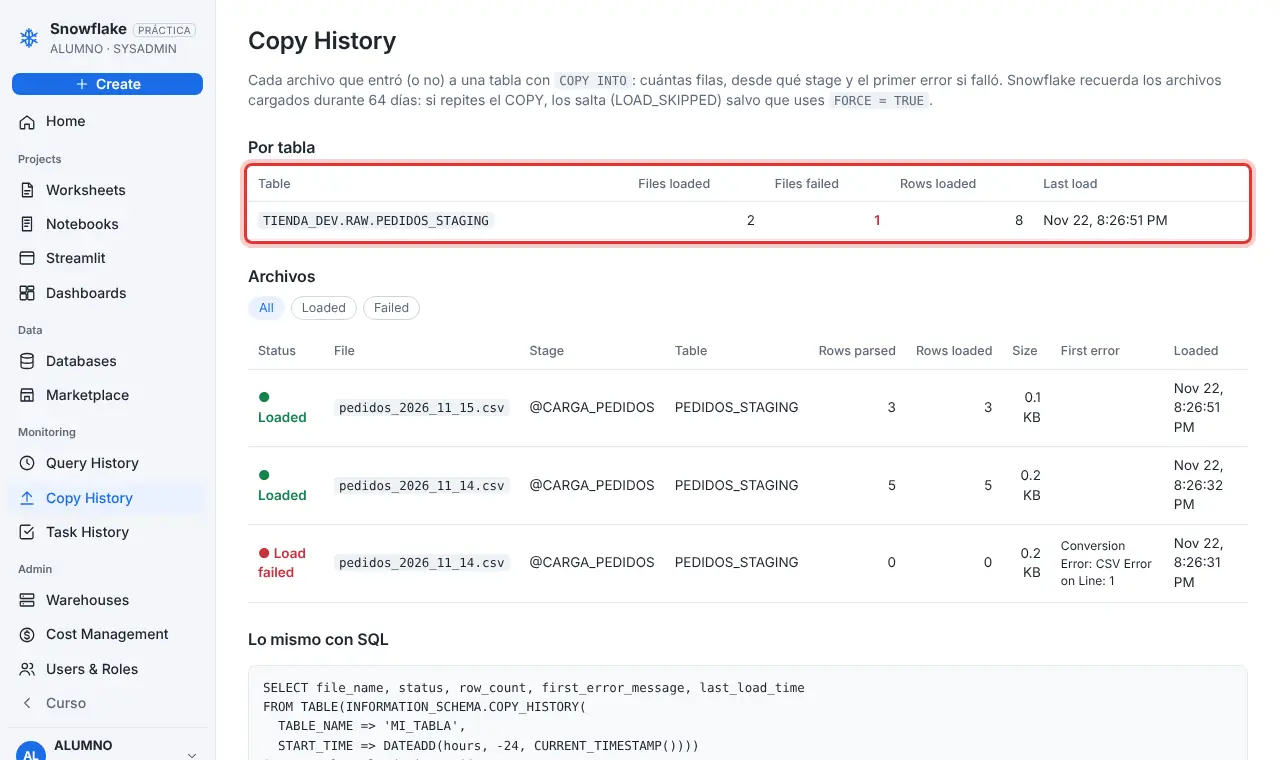 Snowflake PRÁCTICA
ALUMNO · SYSADMIN
+ Create
Home
Projects
Worksheets
Notebooks
Streamlit
Dashboards
Data
Databases
Marketplace
Monitoring
Query History
Copy History
Task History
Admin
Warehouses
Cost Management
Users & Roles
Curso
AL
ALUMNO
Copy History
Cada archivo que entró (o no) a una tabla con COPY INTO : cuántas filas, desde qué stage y el primer error si falló. Snowflake recuerda los archivos
cargados durante 64 días: si repites el COPY, los salta (LOAD_SKIPPED) salvo que uses FORCE = TRUE .
Por tabla
Table Files loaded Files failed Rows loaded Last load
TIENDA_DEV.RAW.PEDIDOS_STAGING 2 1 8 Nov 22, 8:26:51 PM
Archivos
All Loaded Failed
Status File Stage Table Rows parsed Rows loaded Size First error Loaded
Loaded pedidos_2026_11_15.csv @CARGA_PEDIDOS PEDIDOS_STAGING 3 3 0.1 KB Nov 22, 8:26:51 PM
Loaded pedidos_2026_11_14.csv @CARGA_PEDIDOS PEDIDOS_STAGING 5 5 0.2 KB Nov 22, 8:26:32 PM
Load failed pedidos_2026_11_14.csv @CARGA_PEDIDOS PEDIDOS_STAGING 0 0 0.2 KB Conversion Error: CSV Error on Line: 1 Nov 22, 8:26:31 PM
Lo mismo con SQL
SELECT file_name, status, row_count, first_error_message, last_load_time
FROM TABLE(INFORMATION_SCHEMA.COPY_HISTORY(
TABLE_NAME => 'MI_TABLA',
START_TIME => DATEADD(hours, -24, CURRENT_TIMESTAMP())))